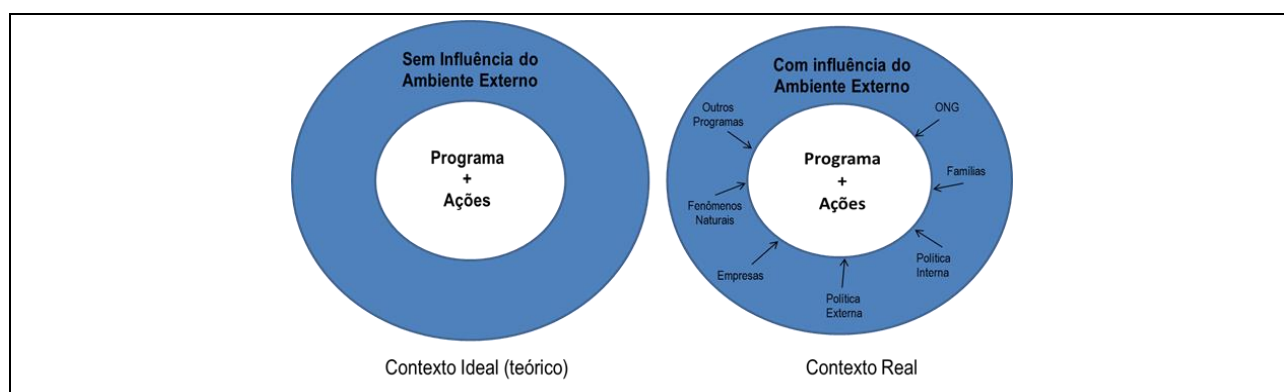 Sem Influência do
Ambiente Externo
Programa
+
Ações
Contexto Ideal (teórico)
Com influência do
Ambiente Externo
Outros
Programas
ONG
Programa
+
Ações
Famílias
Fenômenos
Naturais
Política
Interna
Empresas
Política
Externa
Contexto Real